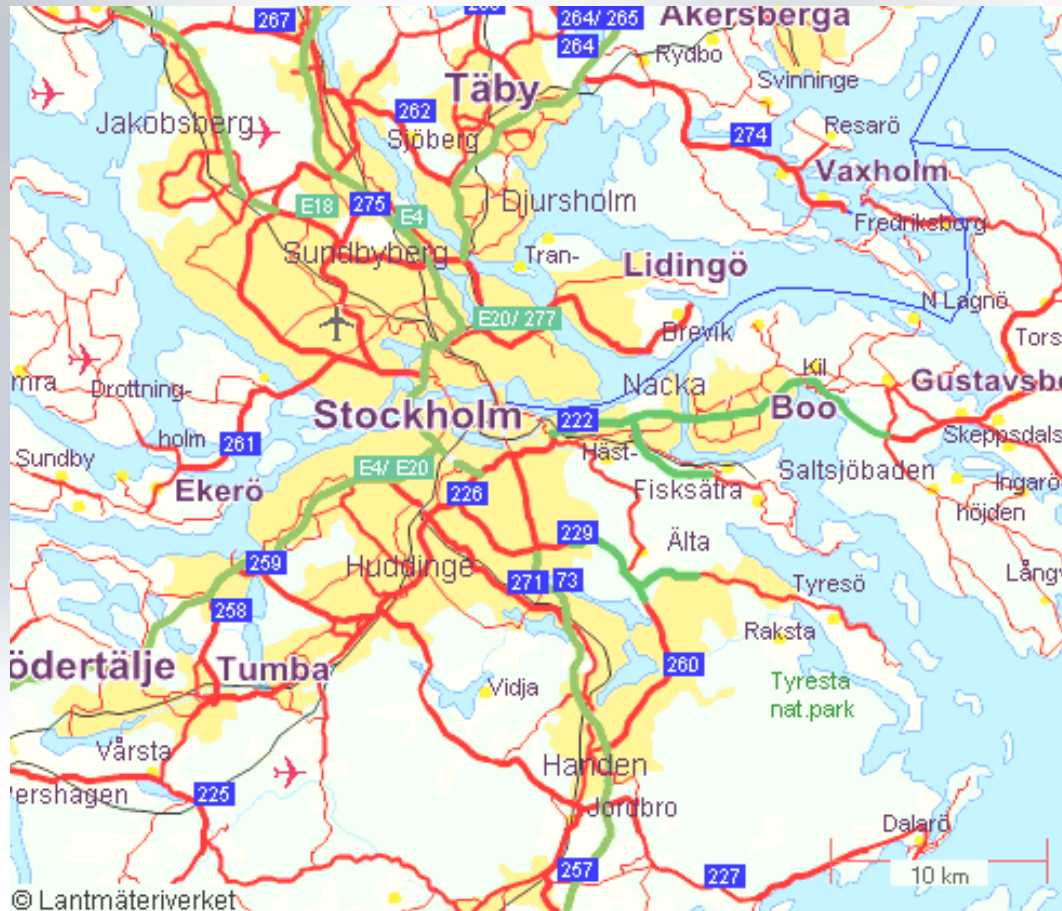 267
264/ 265
Åkersberga
264
Rydbo
Täby
Svinninge
262
Jakobsberg
Sjöberg
274
Resarö
Vaxholm
E18
275
E4
Djursholm
Fredriksborg
Sundbyberg
Tran-
Lidingö
N Lagnö
E20/ 277
Brevik
Tors
mra
Drottning-
Nacka
Kil
Gustavsbe
Stockholm
222
Boo
holm
261
Häst-
Skeppsdals
Sundby
E4/ E20
Saltsjöbaden
Ekerö
226
Fisksätra
Ingarö-
höjden
229
Älta
259
Huddinge
271
73
Tyresö
Långv
258
Raksta
ödertälje
Tumba
260
Vidja
Tyresta
nat.park
Vårsta
Handen
ershagen
225
Jordbro
Dalarö
257
227
10 km
© Lantmäteriverket